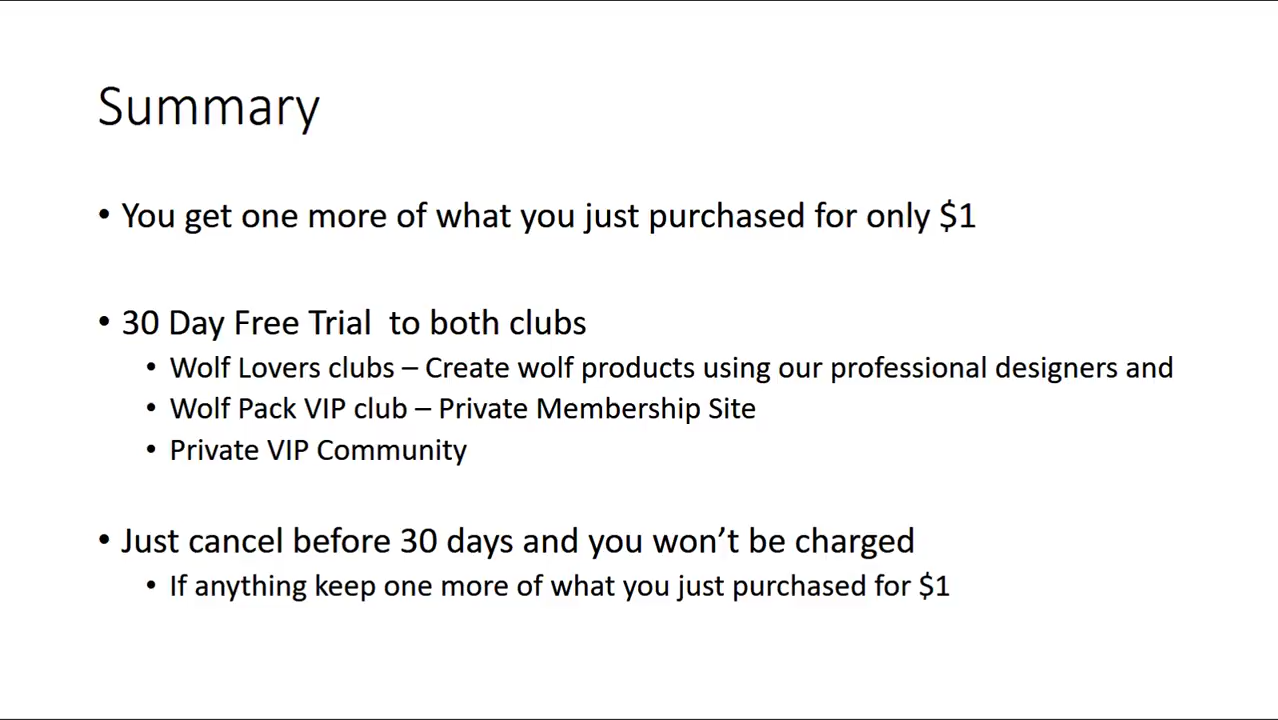 Summary
• You get one more of what you just purchased for only $1
• 30 Day Free Trial  to both clubs
• Wolf Lovers clubs – Create wolf products using our professional designers and
• Wolf Pack VIP club – Private Membership Site
• Private VIP Community
• Just cancel before 30 days and you won’t be charged
• If anything keep one more of what you just purchased for $1